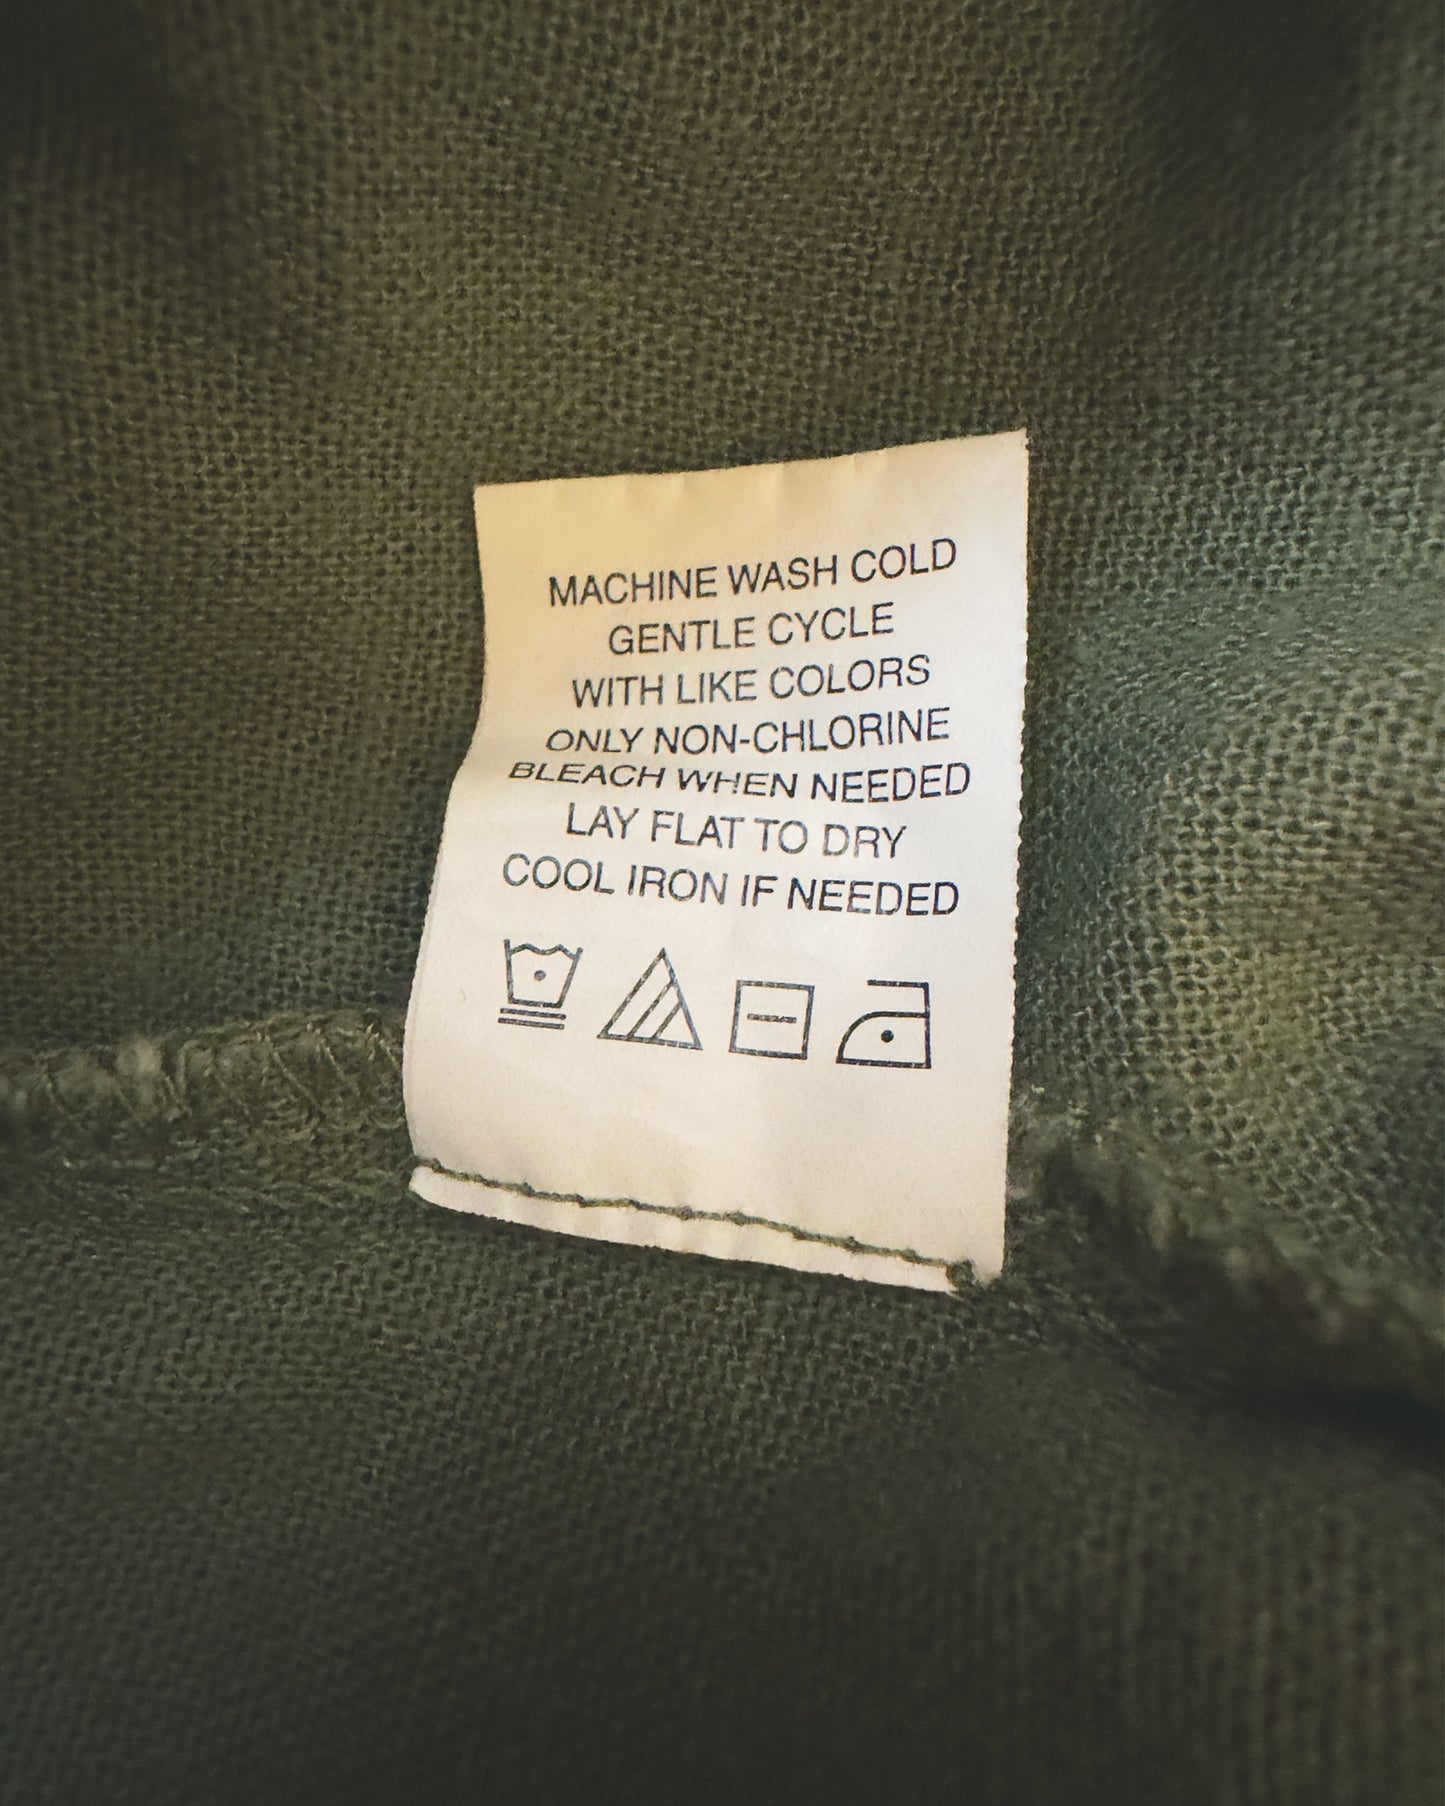 MACHINE WASH COLD
GENTLE CYCLE
WITH LIKE COLORS
ONLY NON-CHLORINE
BLEACH WHEN NEEDED
LAY FLAT TO DRY
COOL IRON IF NEEDED